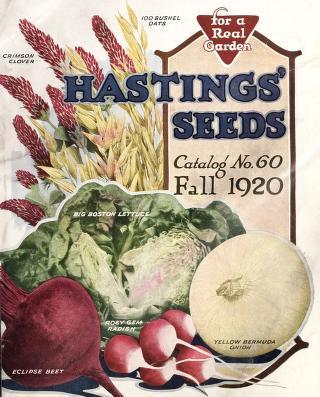 100 BUSHEL
OATS
for a
Real
Garden
CRIMSON
CLOVER
HASTINGS'
SEEDS
Catalog No. 60
Fall 1920
BIG BOSTON LETTUCE
ROSY GEM
RADISH
YELLOW BERMUDA
ONION
ECLIPSE BEET